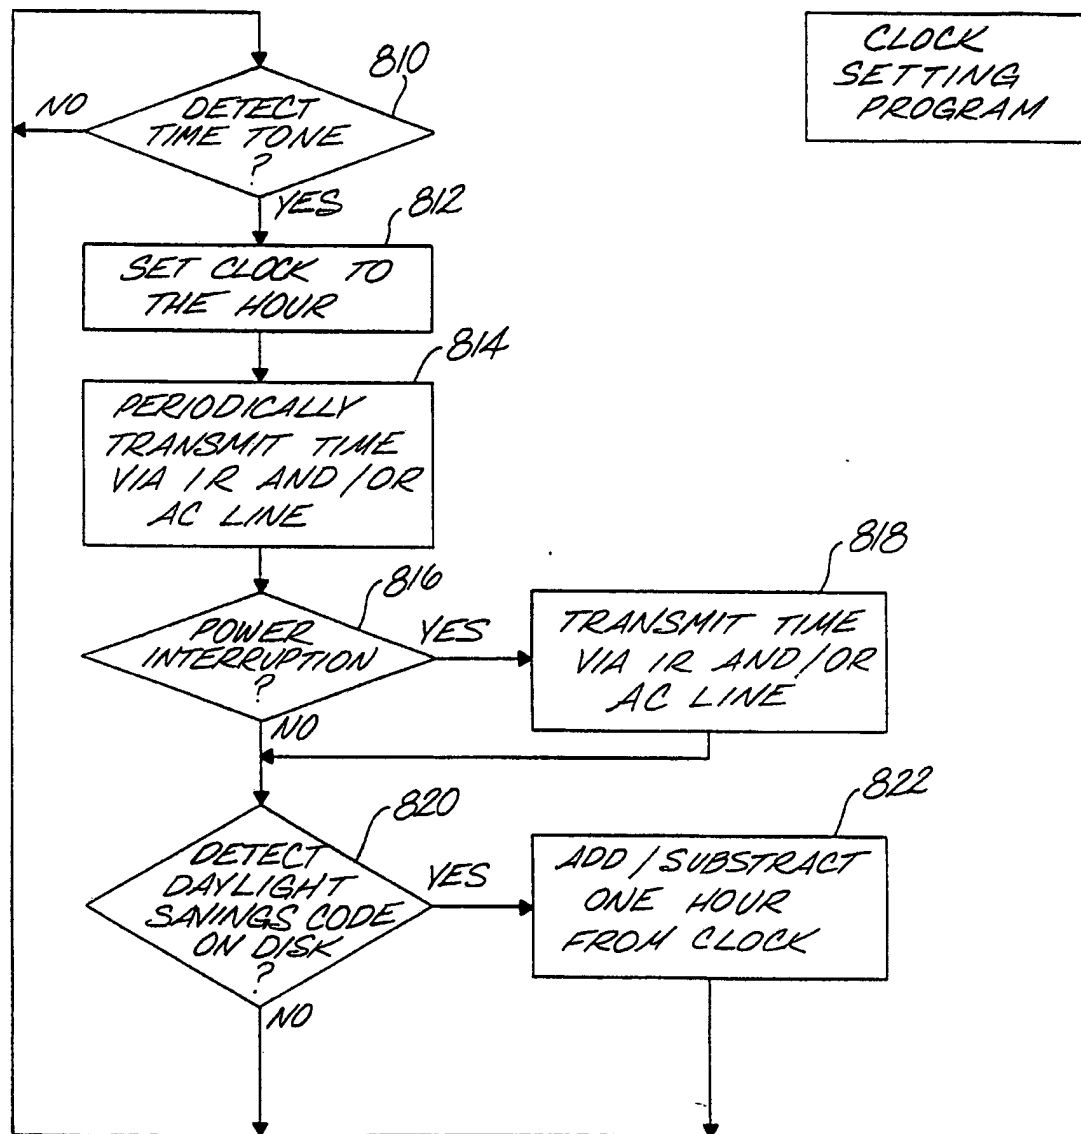 CLOCK
SETTING
PROGRAM
810
DETECT
TIME TONE
?
NO
YES
812
SET CLOCK TO
THE HOUR
814
PERIODICALLY
TRANSMIT TIME
VIA IR AND/OR
AC LINE
816
POWER
INTERRUPTION
?
YES
NO
818
TRANSMIT TIME
VIA IR AND/OR
AC LINE
820
DETECT
DAYLIGHT
SAVINGS CODE
ON DISK
?
YES
NO
822
ADD/SUBSTRACT
ONE HOUR
FROM CLOCK